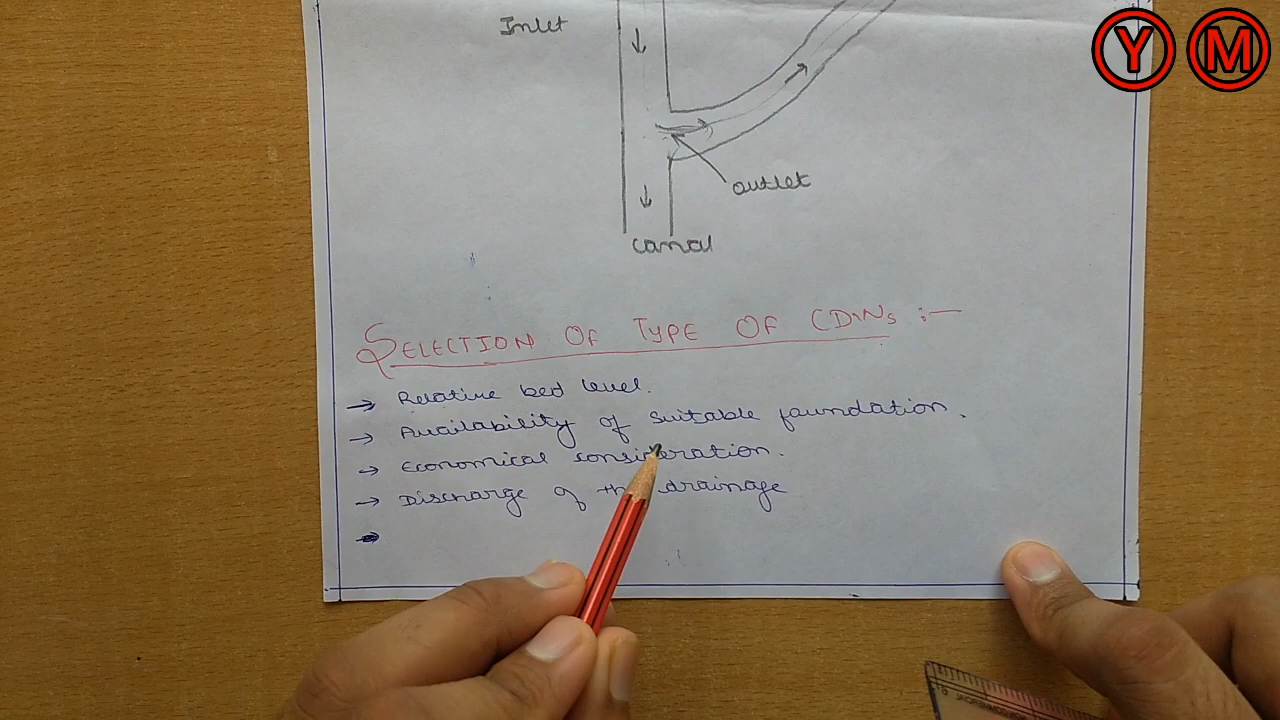 Inlet
Y M
outlet
canal
SELECTION OF TYPE OF CDWs :—
→ Relative bed level.
→ Availability of suitable foundation.
→ Economical consideration.
→ Discharge of the drainage